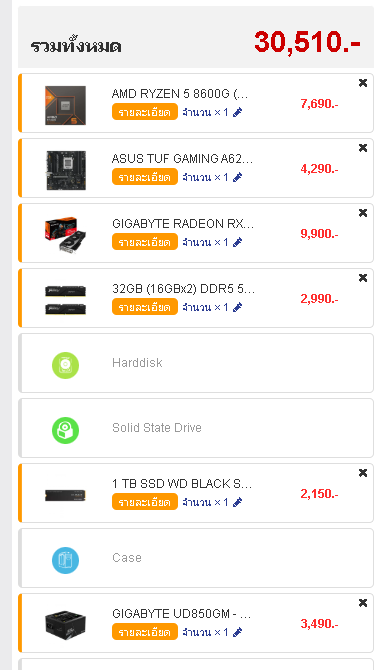 รวมทั้งหมด 30,510.-
AMD RYZEN 5 8600G (...
รายละเอียด จำนวน × 1
7,690.-
ASUS TUF GAMING A62...
รายละเอียด จำนวน × 1
4,290.-
GIGABYTE RADEON RX...
รายละเอียด จำนวน × 1
9,900.-
32GB (16GBx2) DDR5 5...
รายละเอียด จำนวน × 1
2,990.-
Harddisk
Solid State Drive
1 TB SSD WD BLACK S...
รายละเอียด จำนวน × 1
2,150.-
Case
GIGABYTE UD850GM - ...
รายละเอียด จำนวน × 1
3,490.-